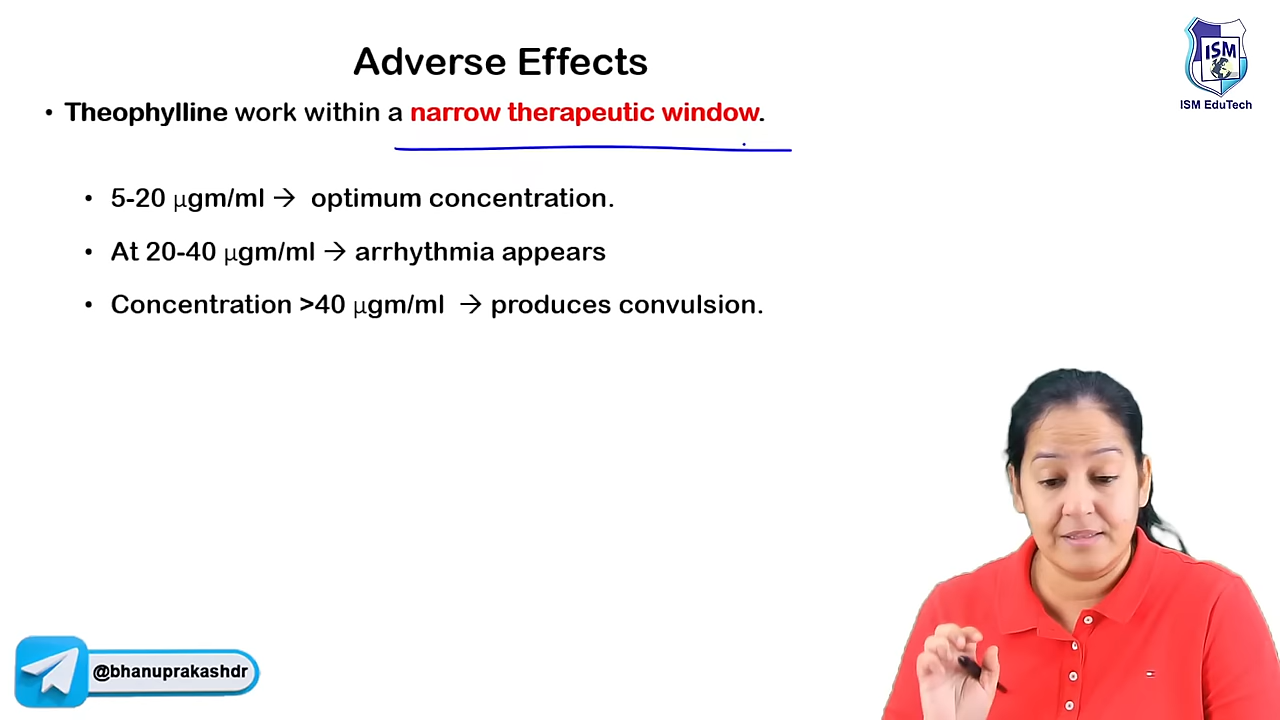 Adverse Effects
ISM
ISM EduTech
• Theophylline work within a narrow therapeutic window.
• 5-20 μgm/ml → optimum concentration.
• At 20-40 μgm/ml → arrhythmia appears
• Concentration >40 μgm/ml → produces convulsion.
@bhanuprakashdr